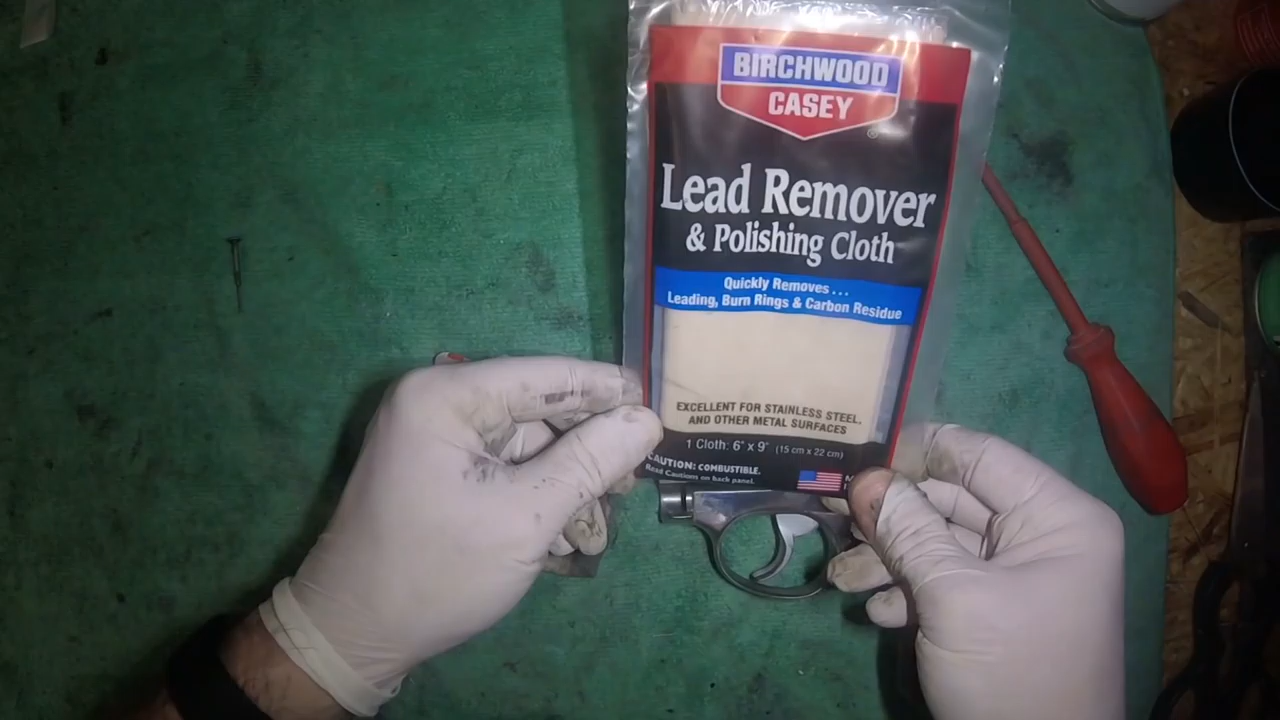 BIRCHWOOD
CASEY
®
Lead Remover
& Polishing Cloth
Quickly Removes...
Leading, Burn Rings & Carbon Residue
EXCELLENT FOR STAINLESS STEEL,
AND OTHER METAL SURFACES
1 Cloth: 6" x 9" (15 cm x 22 cm)
CAUTION: COMBUSTIBLE.
Read Cautions on back panel.